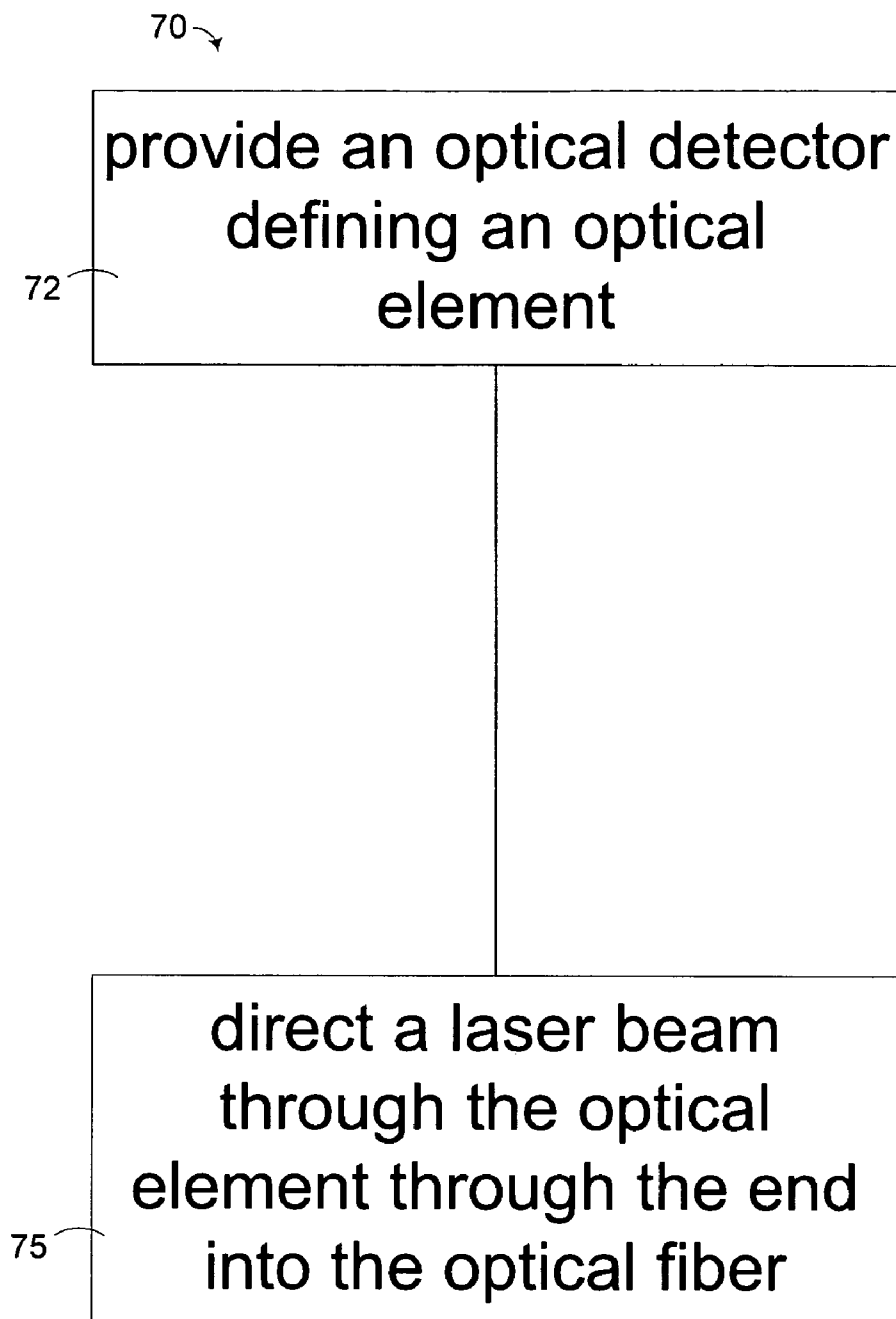 70
provide an optical detector
defining an optical
element
72
direct a laser beam
through the optical
element through the end
into the optical fiber
75